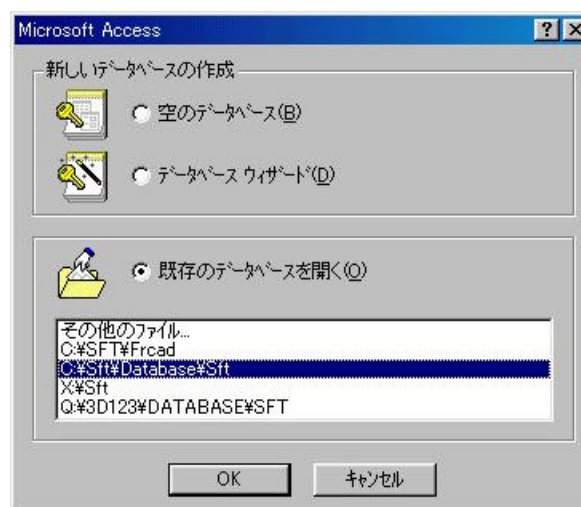 Microsoft Access
新しいﾃﾞｰﾀﾍﾞｰｽの作成
空のﾃﾞｰﾀﾍﾞｰｽ(B)
ﾃﾞｰﾀﾍﾞｰｽ ｳｨｻﾞｰﾄﾞ(D)
既存のﾃﾞｰﾀﾍﾞｰｽを開く(O)
その他のﾌｧｲﾙ...
C:¥SFT¥Frcad
C:¥Sft¥Database¥Sft
X:¥Sft
Q:¥3D123¥DATABASE¥SFT
OK
ｷｬﾝｾﾙ